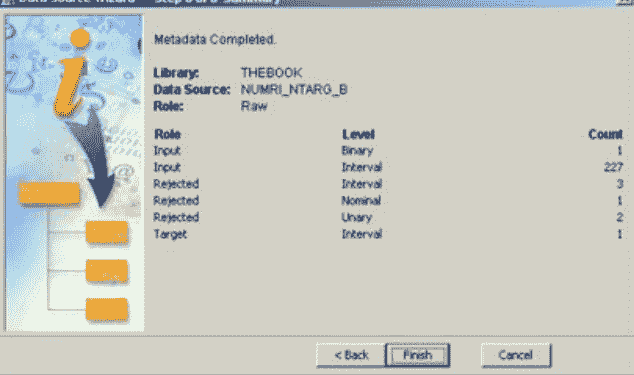 Metadata Completed.
Library: THEBOOK
Data Source: NUMRI_NTARG_B
Role: Raw
Role Level Count
Input Binary 1
Input Interval 227
Rejected Interval 3
Rejected Nominal 1
Rejected Unary 2
Target Interval 1
< Back Finish Cancel